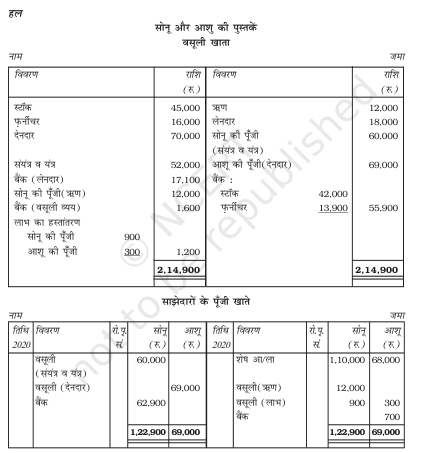 हल
सोनू और आशु की पुस्तकें
वसूली खाता
नाम जमा
विवरण राशि विवरण राशि
(रु.) (रु.)
स्टॉक 45,000 ऋण 12,000
फर्नीचर 16,000 लेनदार 18,000
देनदार 70,000 सोनू की पूँजी 60,000
(संयंत्र व यंत्र)
संयंत्र व यंत्र 52,000 आशू की पूँजी(देनदार) 69,000
बैंक (लेनदार) 17,100 बैंक :
सोनू की पूँजी(ऋण) 12,000 स्टॉक 42,000
बैंक (वसूली व्यय) 1,600 फर्नीचर 13,900 55,900
लाभ का हस्तांतरण
सोनू की पूँजी 900
आशू की पूँजी 300 1,200
2,14,900 2,14,900
साझेदारों के पूँजी खाते
नाम जमा
तिथि विवरण रो.पृ. सोनू आशू तिथि विवरण रो.पृ. सोनू आशू
2020 सं. (रु.) (रु.) 2020 सं. (रु.) (रु.)
वसूली 60,000 शेष आ/ला 1,10,000 68,000
(संयंत्र व यंत्र)
वसूली (देनदार) 69,000 वसूली(ऋण) 12,000
बैंक 62,900 वसूली (लाभ) 900 300
बैंक 700
1,22,900 69,000 1,22,900 69,000
© NCERT
not to be republished